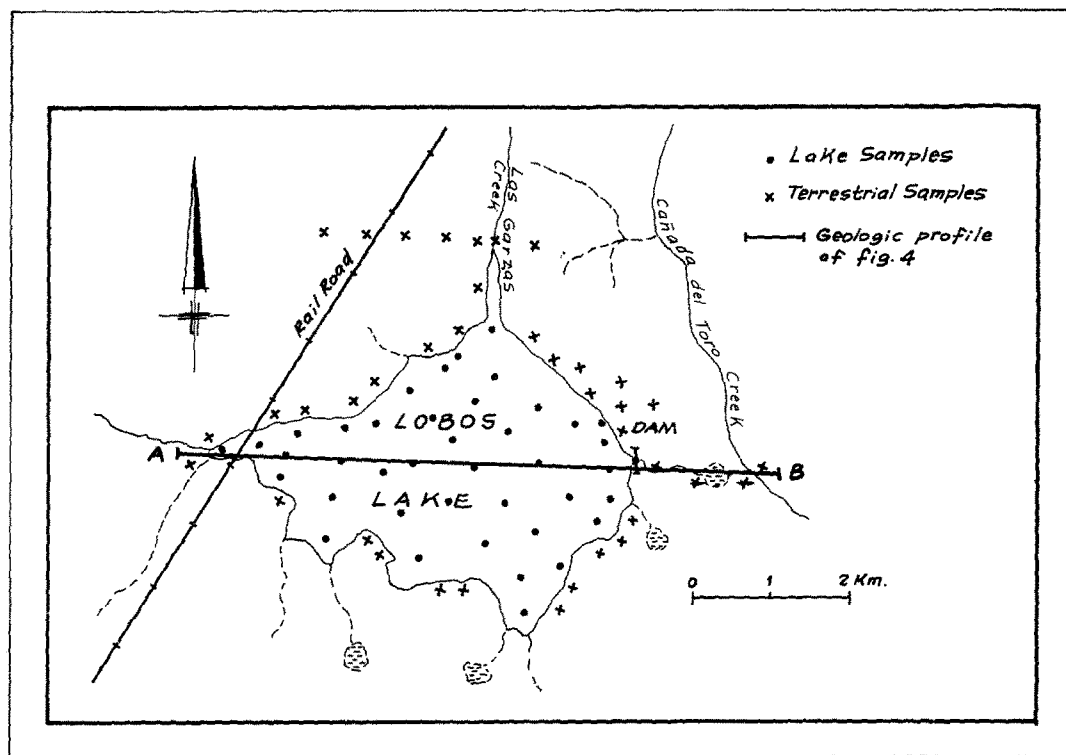 Lake Samples
Terrestrial Samples
Geologic profile
of fig. 4
Las Garzas
Creek
Cañada del Toro Creek
Rail Road
LOBOS
DAM
A
B
LAKE
0 1 2 Km.